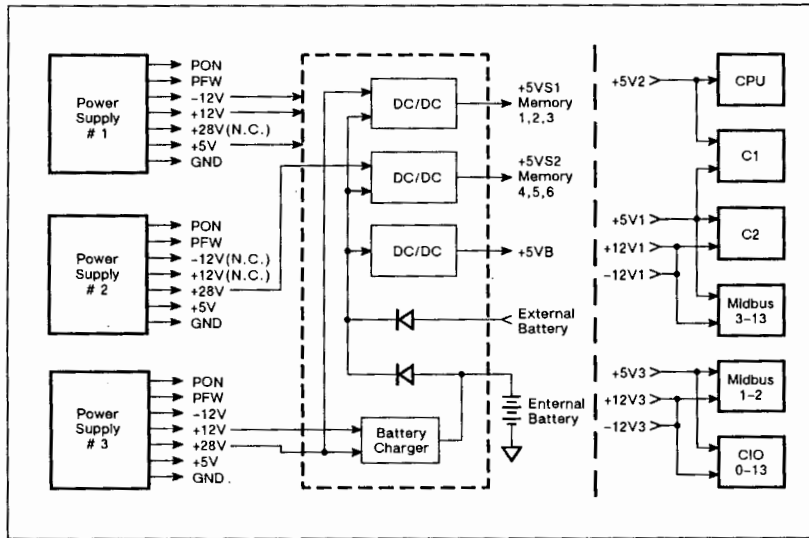 Power
Supply
# 1
PON
PFW
-12V
+12V
+28V(N.C.)
+5V
GND
Power
Supply
# 2
PON
PFW
-12V(N.C.)
+12V(N.C.)
+28V
+5V
GND
Power
Supply
# 3
PON
PFW
-12V
+12V
+28V
+5V
GND.
DC/DC
DC/DC
DC/DC
Battery
Charger
+5VS1
Memory
1,2,3
+5VS2
Memory
4,5,6
+5VB
External
Battery
Enternal
Battery
+5V2
+5V1
+12V1
-12V1
+5V3
+12V3
-12V3
CPU
C1
C2
Midbus
3-13
Midbus
1-2
CIO
0-13